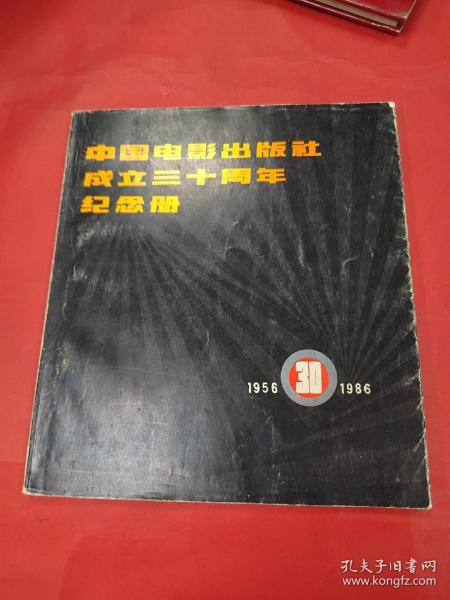 中国电影出版社
成立三十周年
纪念册
1956 30 1986
孔夫子旧书网
www.kongfz.com